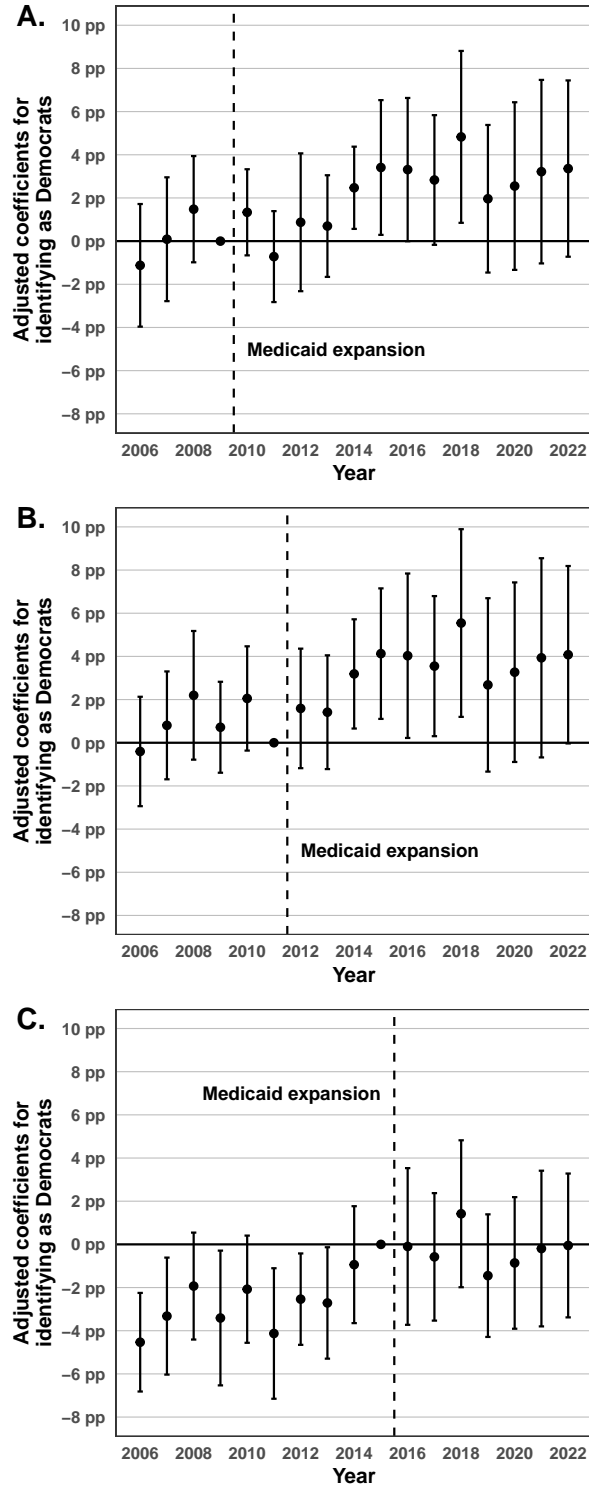 A.
Adjusted coefficients for
identifying as Democrats
10 pp
8 pp
6 pp
4 pp
2 pp
0 pp
−2 pp
−4 pp
−6 pp
−8 pp
Medicaid expansion
2006 2008 2010 2012 2014 2016 2018 2020 2022
Year
B.
Adjusted coefficients for
identifying as Democrats
10 pp
8 pp
6 pp
4 pp
2 pp
0 pp
−2 pp
−4 pp
−6 pp
−8 pp
Medicaid expansion
2006 2008 2010 2012 2014 2016 2018 2020 2022
Year
C.
Adjusted coefficients for
identifying as Democrats
10 pp
8 pp
6 pp
4 pp
2 pp
0 pp
−2 pp
−4 pp
−6 pp
−8 pp
Medicaid expansion
2006 2008 2010 2012 2014 2016 2018 2020 2022
Year